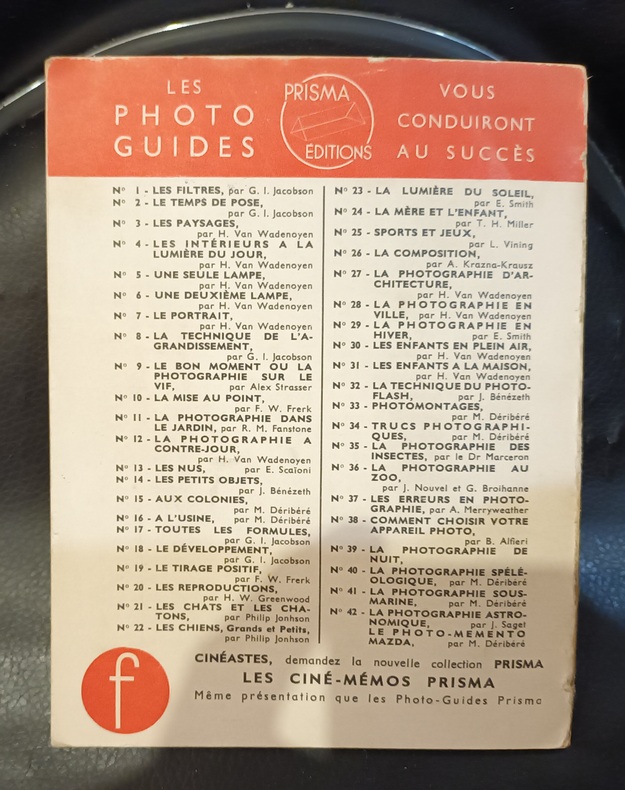 LES
PHOTO
GUIDES
PRISMA
EDITIONS
VOUS
CONDUIRONT
AU SUCCÈS
Nº 1 - LES FILTRES, par G. I. Jacobson
Nº 2 - LE TEMPS DE POSE,
par G. I. Jacobson
Nº 3 - LES PAYSAGES,
par H. Van Wadenoyen
Nº 4 - LES INTÉRIEURS A LA
LUMIÈRE DU JOUR,
par H. Van Wadenoyen
Nº 5 - UNE SEULE LAMPE,
par H. Van Wadenoyen
Nº 6 - UNE DEUXIÈME LAMPE,
par H. Van Wadenoyen
Nº 7 - LE PORTRAIT,
par H. Van Wadenoyen
Nº 8 - LA TECHNIQUE DE L'A-
GRANDISSEMENT,
par G. I. Jacobson
Nº 9 - LE BON MOMENT OU LA
PHOTOGRAPHIE SUR LE
VIF, par Alex Strasser
Nº 10 - LA MISE AU POINT,
par F. W. Frerk
Nº 11 - LA PHOTOGRAPHIE DANS
LE JARDIN, par R. M. Fanstone
Nº 12 - LA PHOTOGRAPHIE A
CONTRE-JOUR,
par H. Van Wadenoyen
Nº 13 - LES NUS, par E. Scaïoni
Nº 14 - LES PETITS OBJETS,
par J. Bénézeth
Nº 15 - AUX COLONIES,
par M. Déribéré
Nº 16 - A L'USINE, par M. Déribéré
Nº 17 - TOUTES LES FORMULES,
par G. I. Jacobson
Nº 18 - LE DÉVELOPPEMENT,
par G. I. Jacobson
Nº 19 - LE TIRAGE POSITIF,
par F. W. Frerk
Nº 20 - LES REPRODUCTIONS,
par H. W. Greenwood
Nº 21 - LES CHATS ET LES CHA-
TONS, par Philip Jonhson
Nº 22 - LES CHIENS, Grands et Petits,
par Philip Jonhson
Nº 23 - LA LUMIÈRE DU SOLEIL,
par E. Smith
Nº 24 - LA MÈRE ET L'ENFANT,
par T. H. Miller
Nº 25 - SPORTS ET JEUX,
par L. Vining
Nº 26 - LA COMPOSITION,
par A. Krazna-Krausz
Nº 27 - LA PHOTOGRAPHIE D'AR-
CHITECTURE,
par H. Van Wadenoyen
Nº 28 - LA PHOTOGRAPHIE EN
VILLE, par H. Van Wadenoyen
Nº 29 - LA PHOTOGRAPHIE EN
HIVER, par E. Smith
Nº 30 - LES ENFANTS EN PLEIN AIR,
par H. Van Wadenoyen
Nº 31 - LES ENFANTS A LA MAISON,
par H. Van Wadenoyen
Nº 32 - LA TECHNIQUE DU PHOTO-
FLASH, par J. Bénézeth
Nº 33 - PHOTOMONTAGES,
par M. Déribéré
Nº 34 - TRUCS PHOTOGRAPHI-
QUES, par M. Déribéré
Nº 35 - LA PHOTOGRAPHIE DES
INSECTES, par le Dr Marceron
Nº 36 - LA PHOTOGRAPHIE AU
ZOO,
par J. Nouvel et G. Broihanne
Nº 37 - LES ERREURS EN PHOTO-
GRAPHIE, par A. Merryweather
Nº 38 - COMMENT CHOISIR VOTRE
APPAREIL PHOTO,
par B. Alfieri
Nº 39 - LA PHOTOGRAPHIE DE
NUIT,
Nº 40 - LA PHOTOGRAPHIE SPÉLÉ-
OLOGIQUE, par M. Déribéré
Nº 41 - LA PHOTOGRAPHIE SOUS-
MARINE, par M. Déribéré
Nº 42 - LA PHOTOGRAPHIE ASTRO-
NOMIQUE, par J. Saget
LE PHOTO-MEMENTO
MAZDA, par M. Déribéré
f
CINÉASTES, demandez la nouvelle collection PRISMA
LES CINÉ-MÉMOS PRISMA
Même présentation que les Photo-Guides Prisma